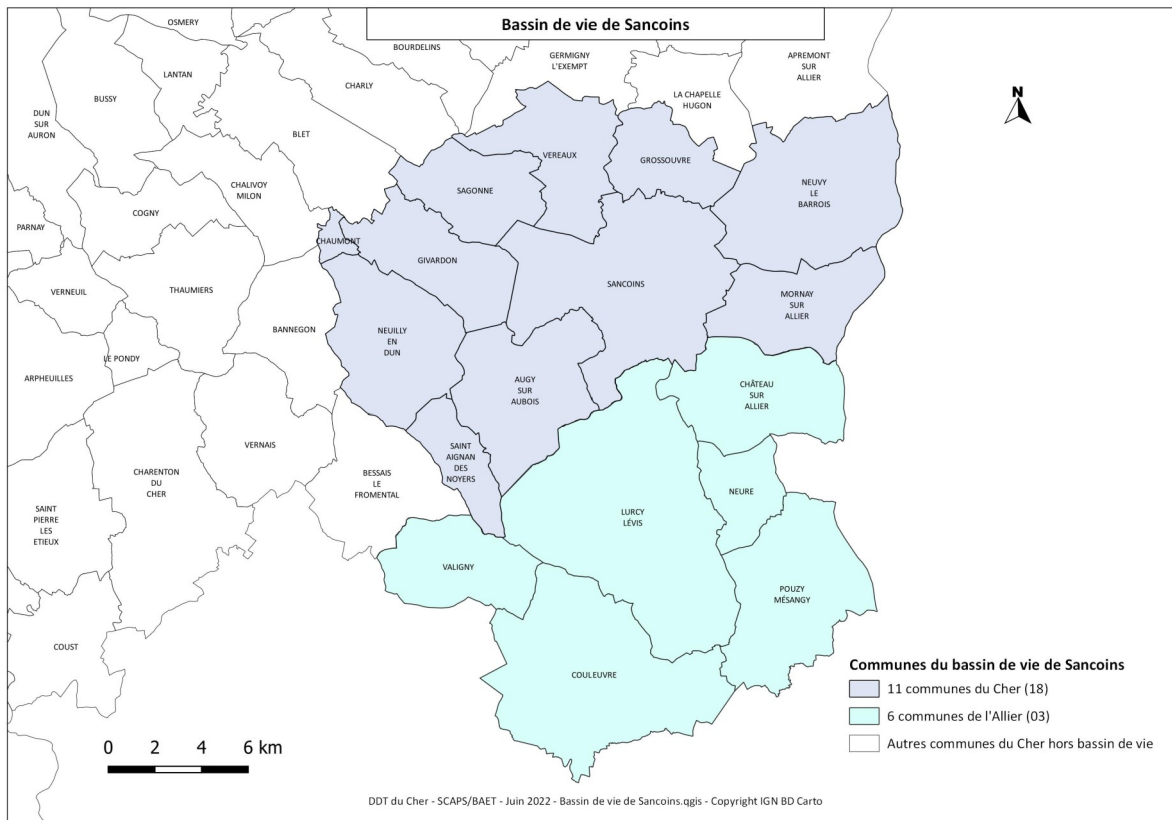 Bassin de vie de Sancoins
OSMERY
BOURDELINS
LANTAN
GERMIGNY
L'EXEMPT
APREMONT
SUR
ALLIER
CHARLY
BUSSY
LA CHAPELLE
HUGON
N
DUN
SUR
AURON
BLET
VEREAUX
GROSSOUVRE
CHALIVOY
MILON
SAGONNE
NEUVY
LE
BARROIS
COGNY
PARNAY
CHAUMONT
GIVARDON
VERNEUIL
THAUMIERS
SANCOINS
MORNAY
SUR
ALLIER
BANNEGON
NEUILLY
EN
DUN
LE PONDY
ARPHEUILLES
AUGY
SUR
AUBOIS
CHÂTEAU
SUR
ALLIER
VERNAIS
SAINT
AIGNAN
DES
NOYERS
CHARENTON
DU
CHER
BESSAIS
LE
FROMENTAL
NEURE
SAINT
PIERRE
LES
ETIEUX
LURCY
LÉVIS
VALIGNY
POUZY
MÉSANGY
COUST
COULEUVRE
Communes du bassin de vie de Sancoins
11 communes du Cher (18)
6 communes de l'Allier (03)
Autres communes du Cher hors bassin de vie
0 2 4 6 km
DDT du Cher - SCAPS/BAET - Juin 2022 - Bassin de vie de Sancoins.qgis - Copyright IGN BD Carto